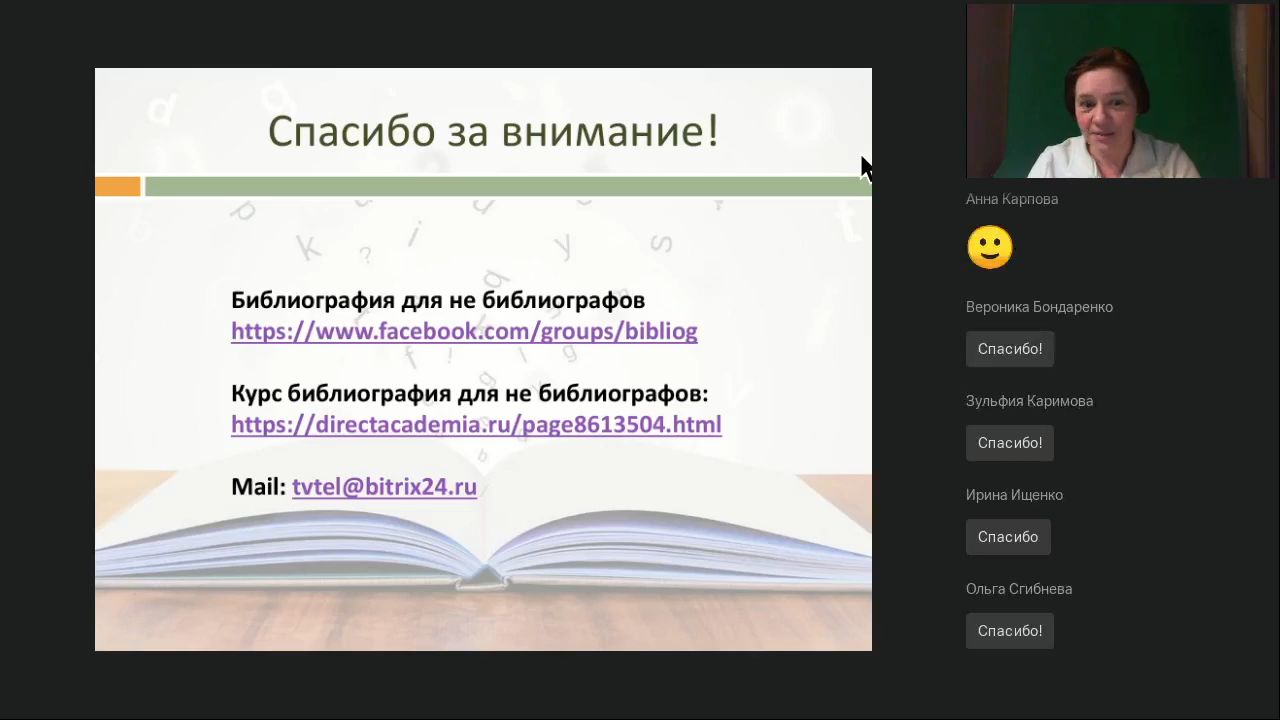 Спасибо за внимание!
Библиография для не библиографов
https://www.facebook.com/groups/bibliog
Курс библиография для не библиографов:
https://directacademia.ru/page8613504.html
Mail: tvtel@bitrix24.ru
Анна Карпова
Вероника Бондаренко
Спасибо!
Зульфия Каримова
Спасибо!
Ирина Ищенко
Спасибо
Ольга Сгибнева
Спасибо!